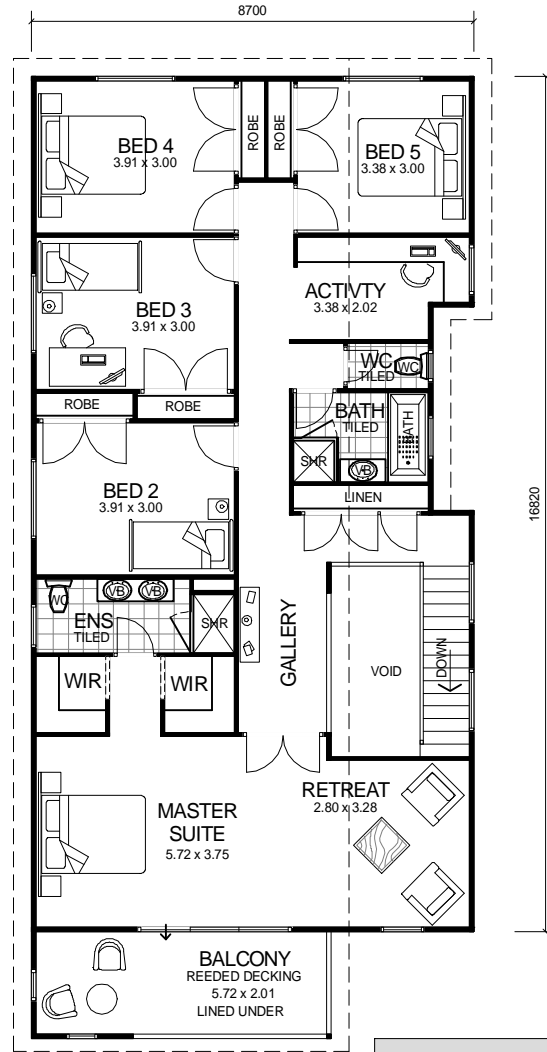 8700
BED 4
3.91 x 3.00
ROBE
ROBE
BED 5
3.38 x 3.00
BED 3
3.91 x 3.00
ACTIVTY
3.38 x 2.02
WC
TILED
WC
ROBE
ROBE
BATH
TILED
BATH
SHR
VB
BED 2
3.91 x 3.00
LINEN
16820
WC
VB
VB
ENS
TILED
SHR
GALLERY
VOID
DOWN
WIR
WIR
MASTER
SUITE
5.72 x 3.75
RETREAT
2.80 x 3.28
BALCONY
REEDED DECKING
5.72 x 2.01
LINED UNDER